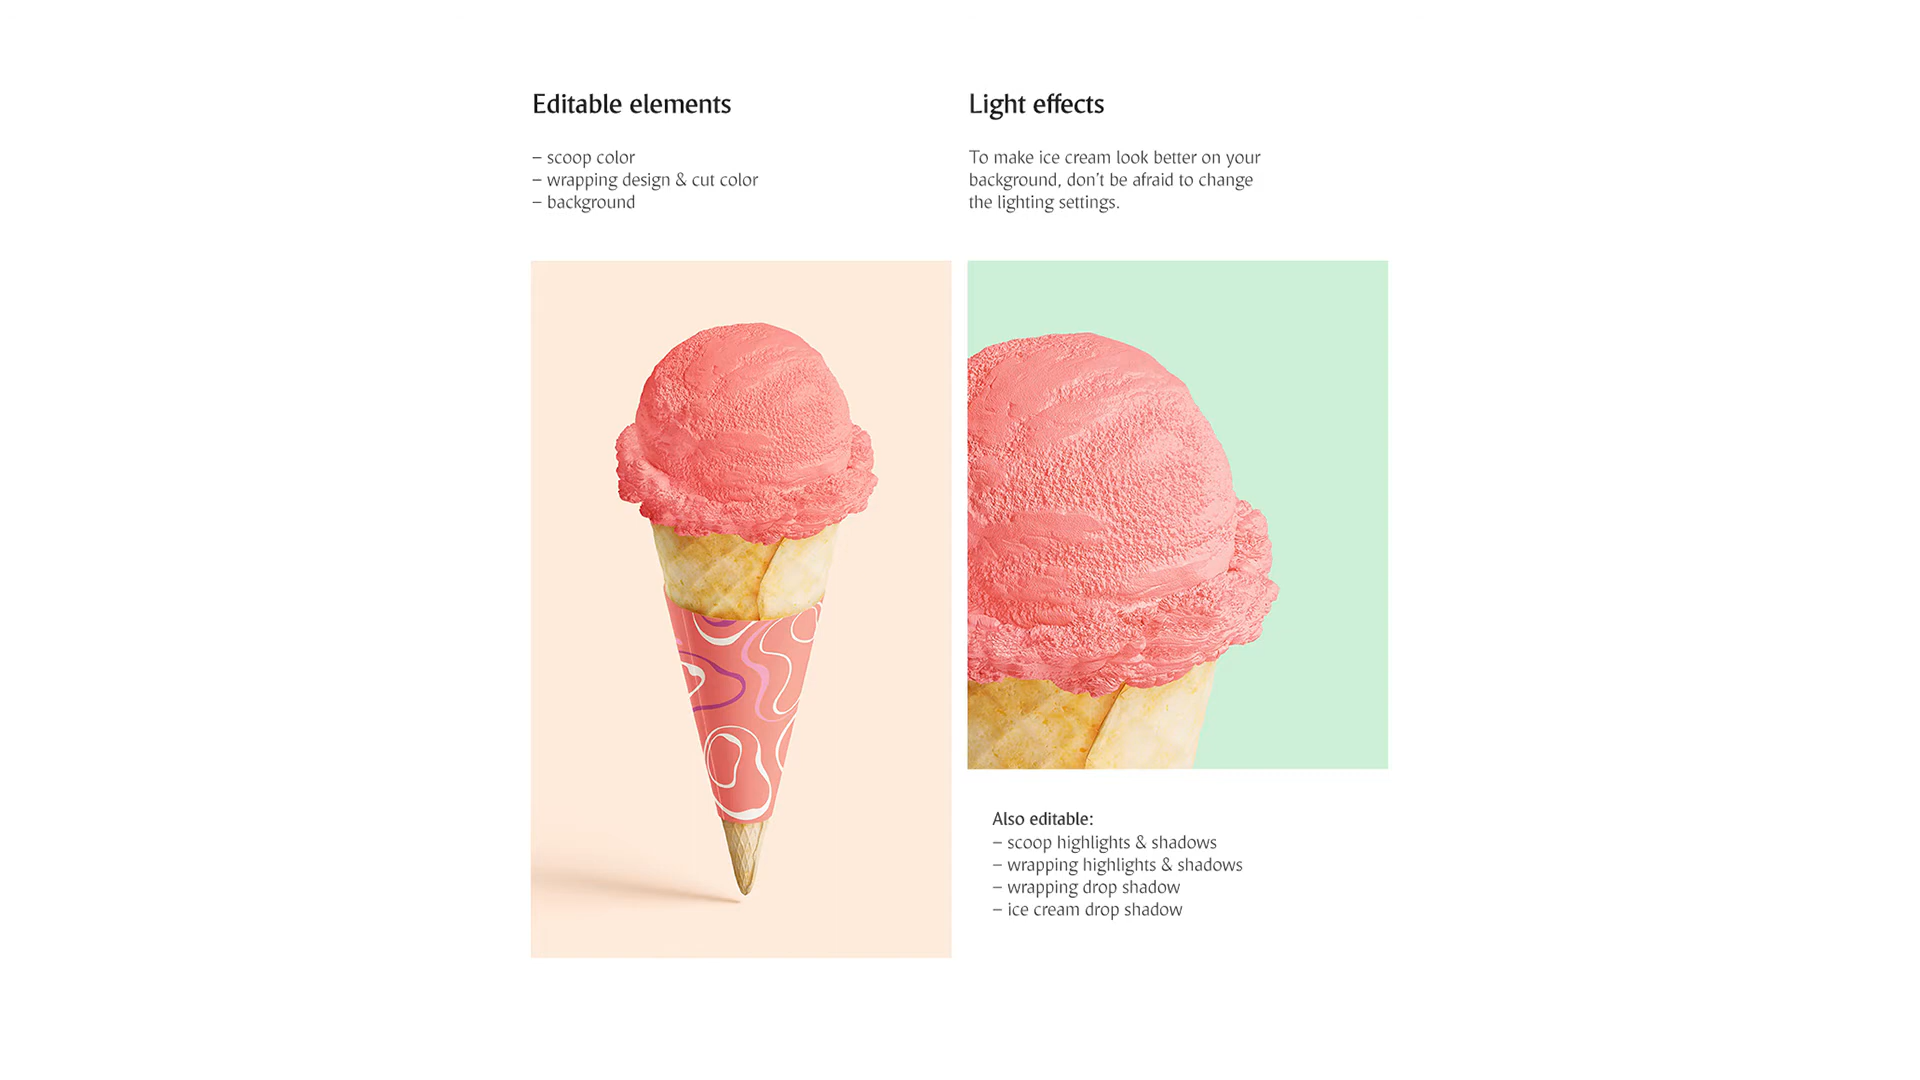 Editable elements
– scoop color
– wrapping design & cut color
– background
Light effects
To make ice cream look better on your
background, don’t be afraid to change
the lighting settings.
Also editable:
– scoop highlights & shadows
– wrapping highlights & shadows
– wrapping drop shadow
– ice cream drop shadow